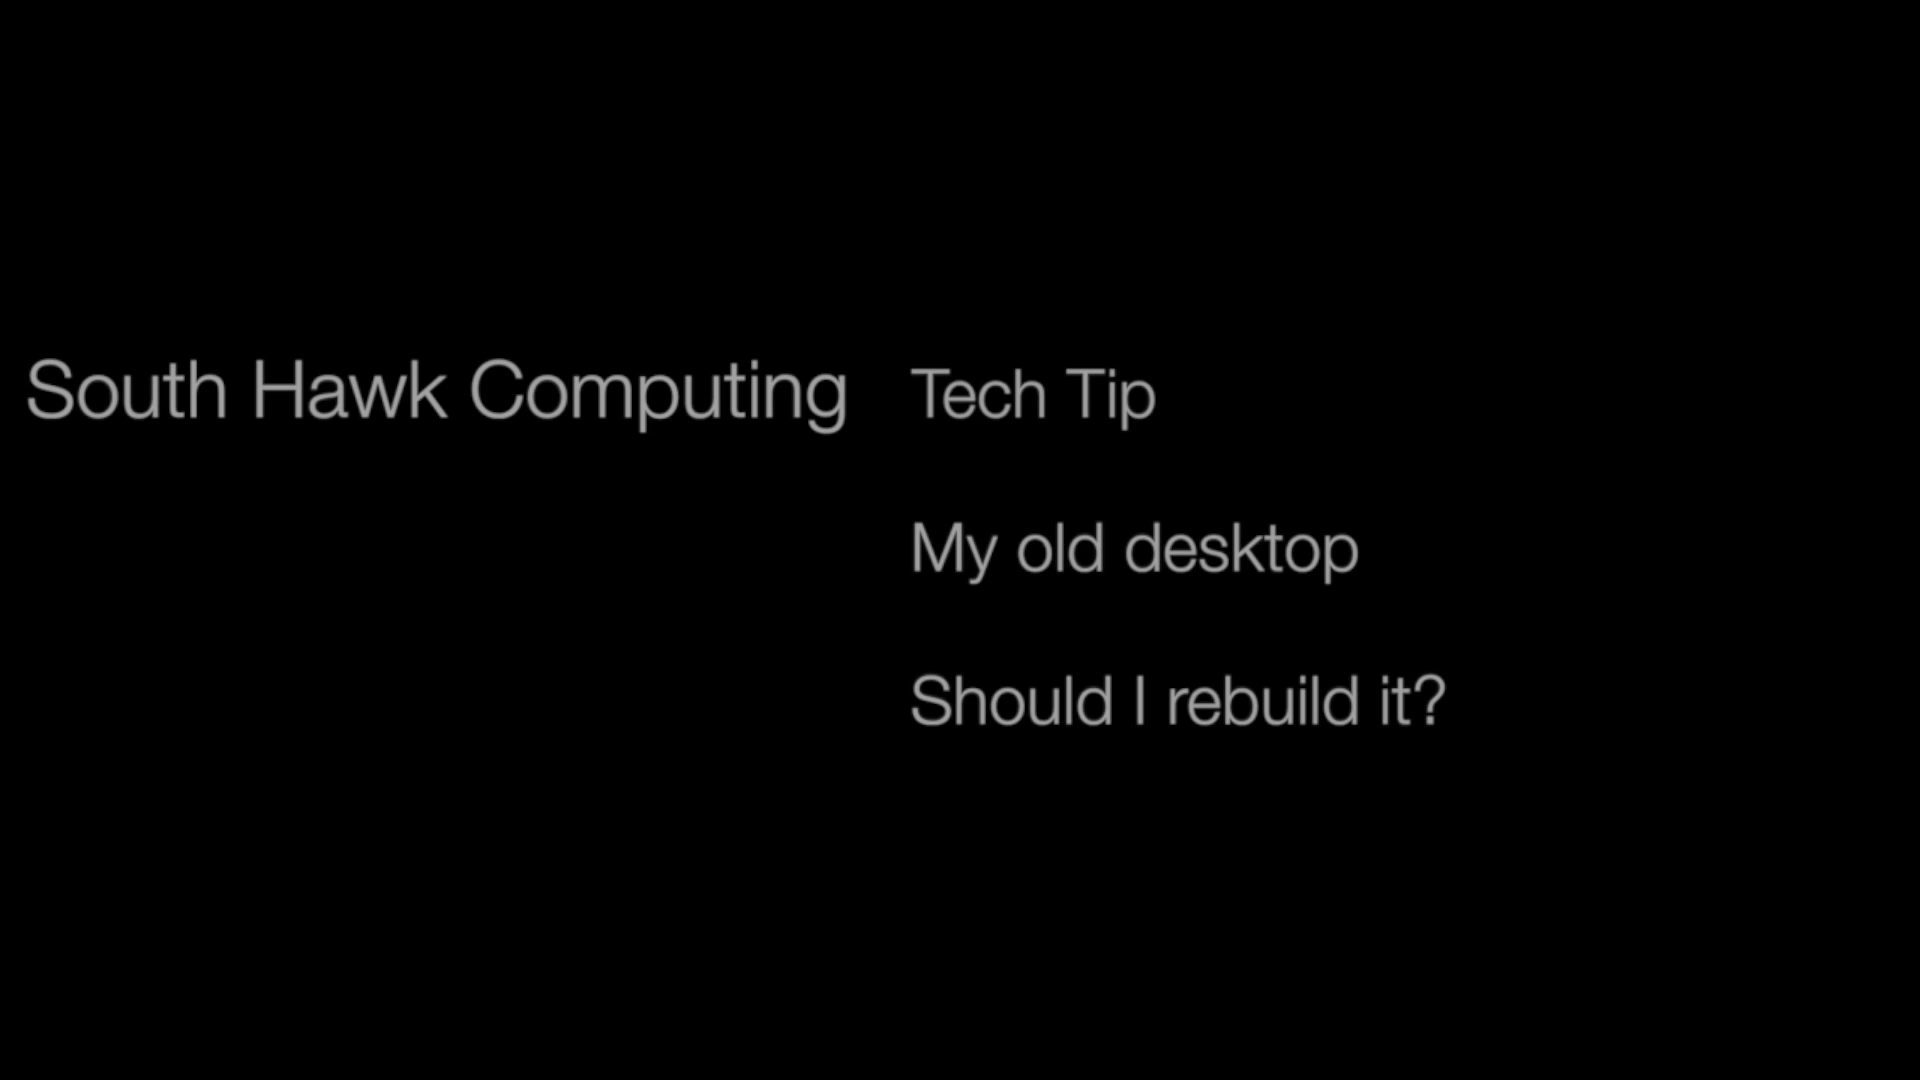 South Hawk Computing
Tech Tip
My old desktop
Should I rebuild it?